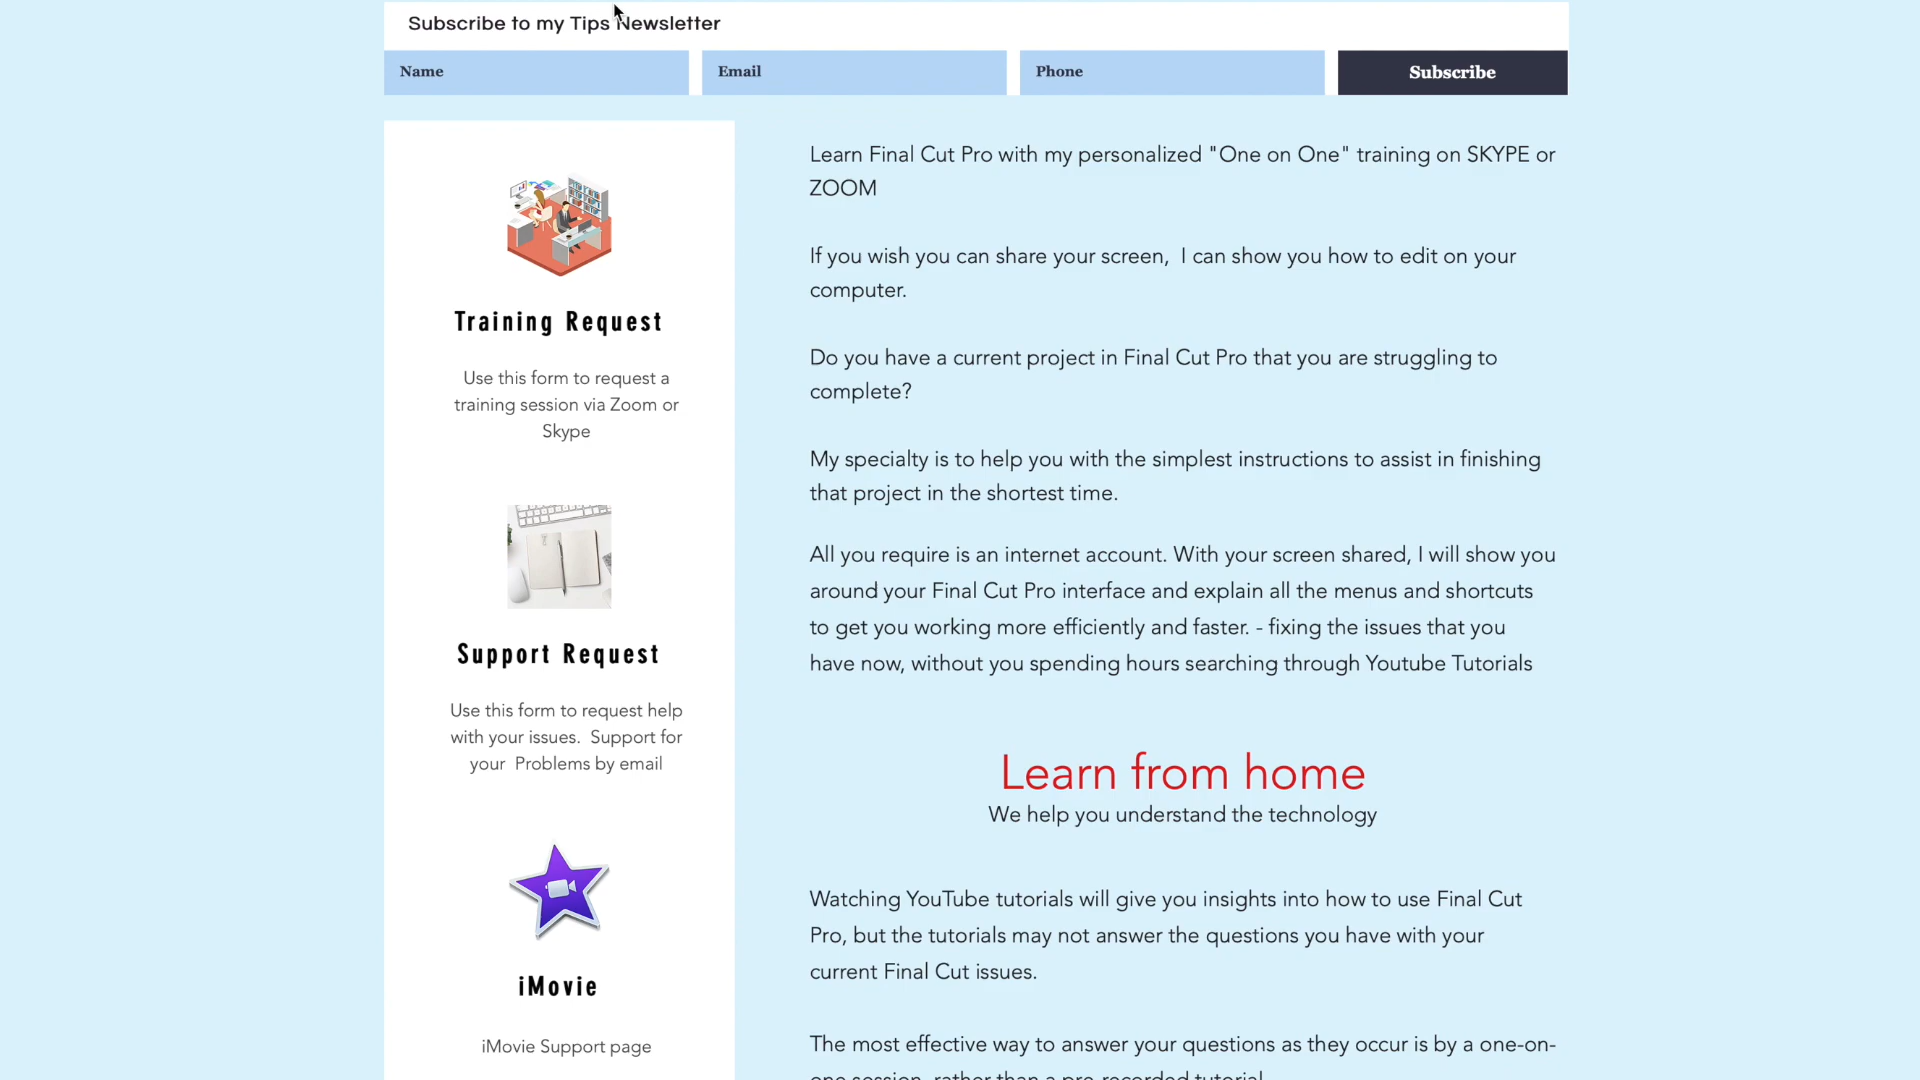 Subscribe to my Tips Newsletter
Name
Email
Phone
Subscribe
Training Request
Use this form to request a
training session via Zoom or
Skype
Support Request
Use this form to request help
with your issues.  Support for
your  Problems by email
iMovie
iMovie Support page
Learn Final Cut Pro with my personalized "One on One" training on SKYPE or
ZOOM
If you wish you can share your screen,  I can show you how to edit on your
computer.
Do you have a current project in Final Cut Pro that you are struggling to
complete?
My specialty is to help you with the simplest instructions to assist in finishing
that project in the shortest time.
All you require is an internet account. With your screen shared, I will show you
around your Final Cut Pro interface and explain all the menus and shortcuts
to get you working more efficiently and faster. - fixing the issues that you
have now, without you spending hours searching through Youtube Tutorials
Learn from home
We help you understand the technology
Watching YouTube tutorials will give you insights into how to use Final Cut
Pro, but the tutorials may not answer the questions you have with your
current Final Cut issues.
The most effective way to answer your questions as they occur is by a one-on-
one session, rather than a pre-recorded tutorial